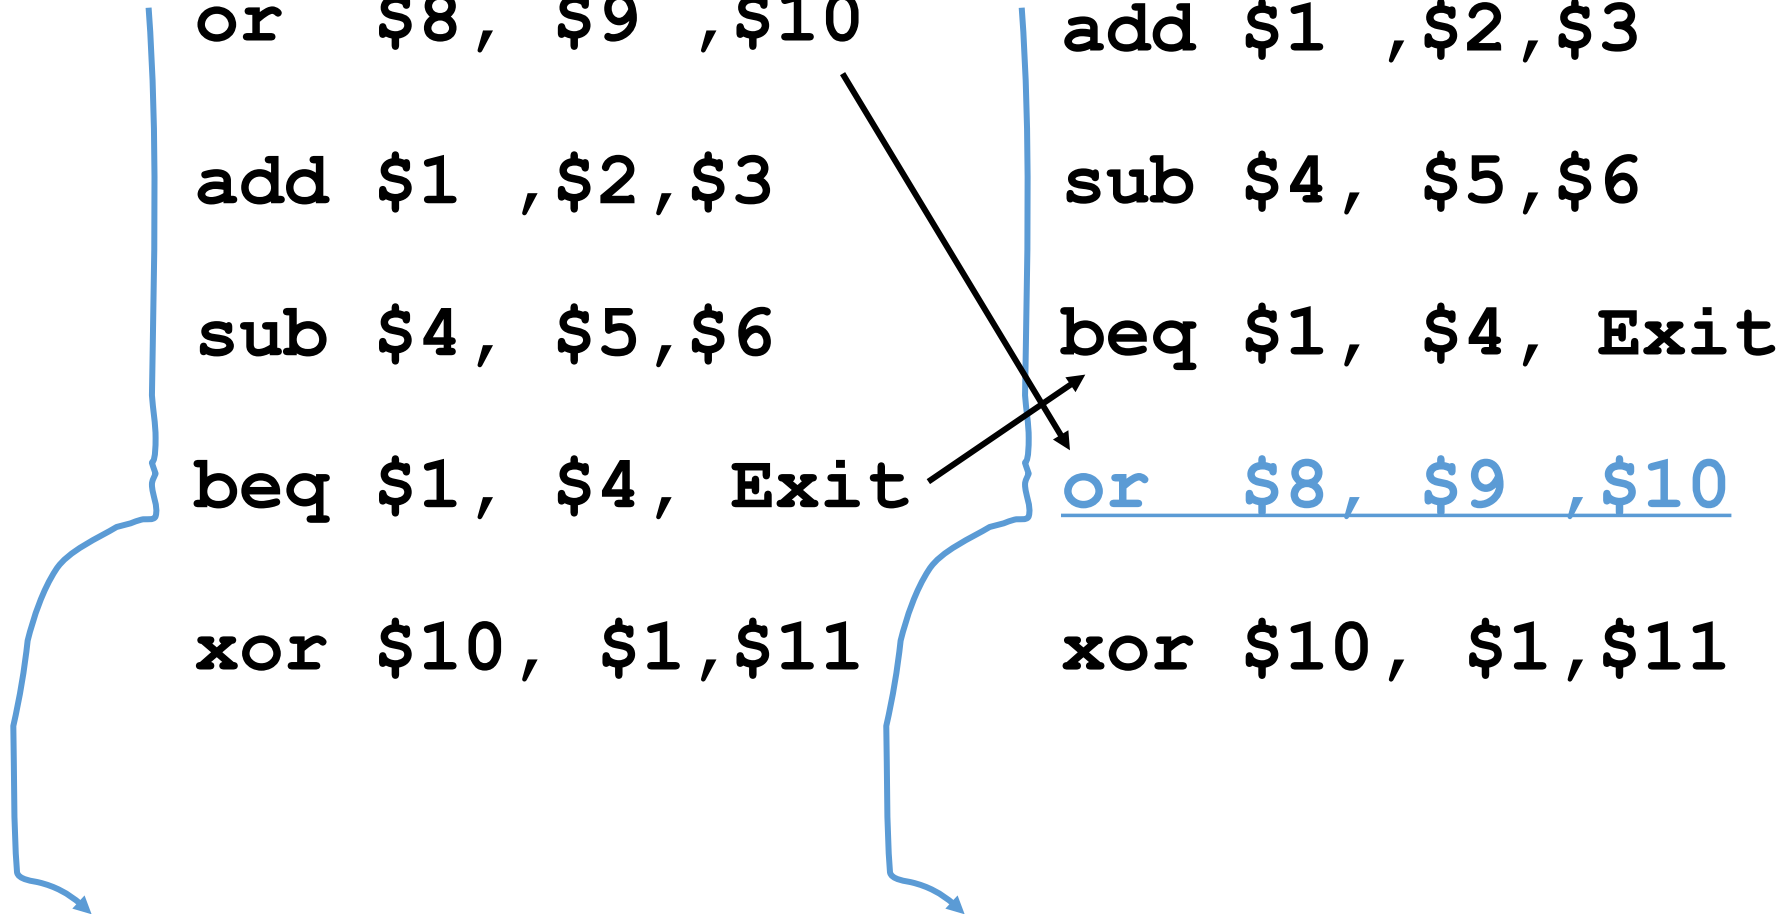 or  $8, $9 ,$10
add $1 ,$2,$3
sub $4, $5,$6
beq $1, $4, Exit
xor $10, $1,$11
add $1 ,$2,$3
sub $4, $5,$6
beq $1, $4, Exit
or  $8, $9 ,$10
xor $10, $1,$11